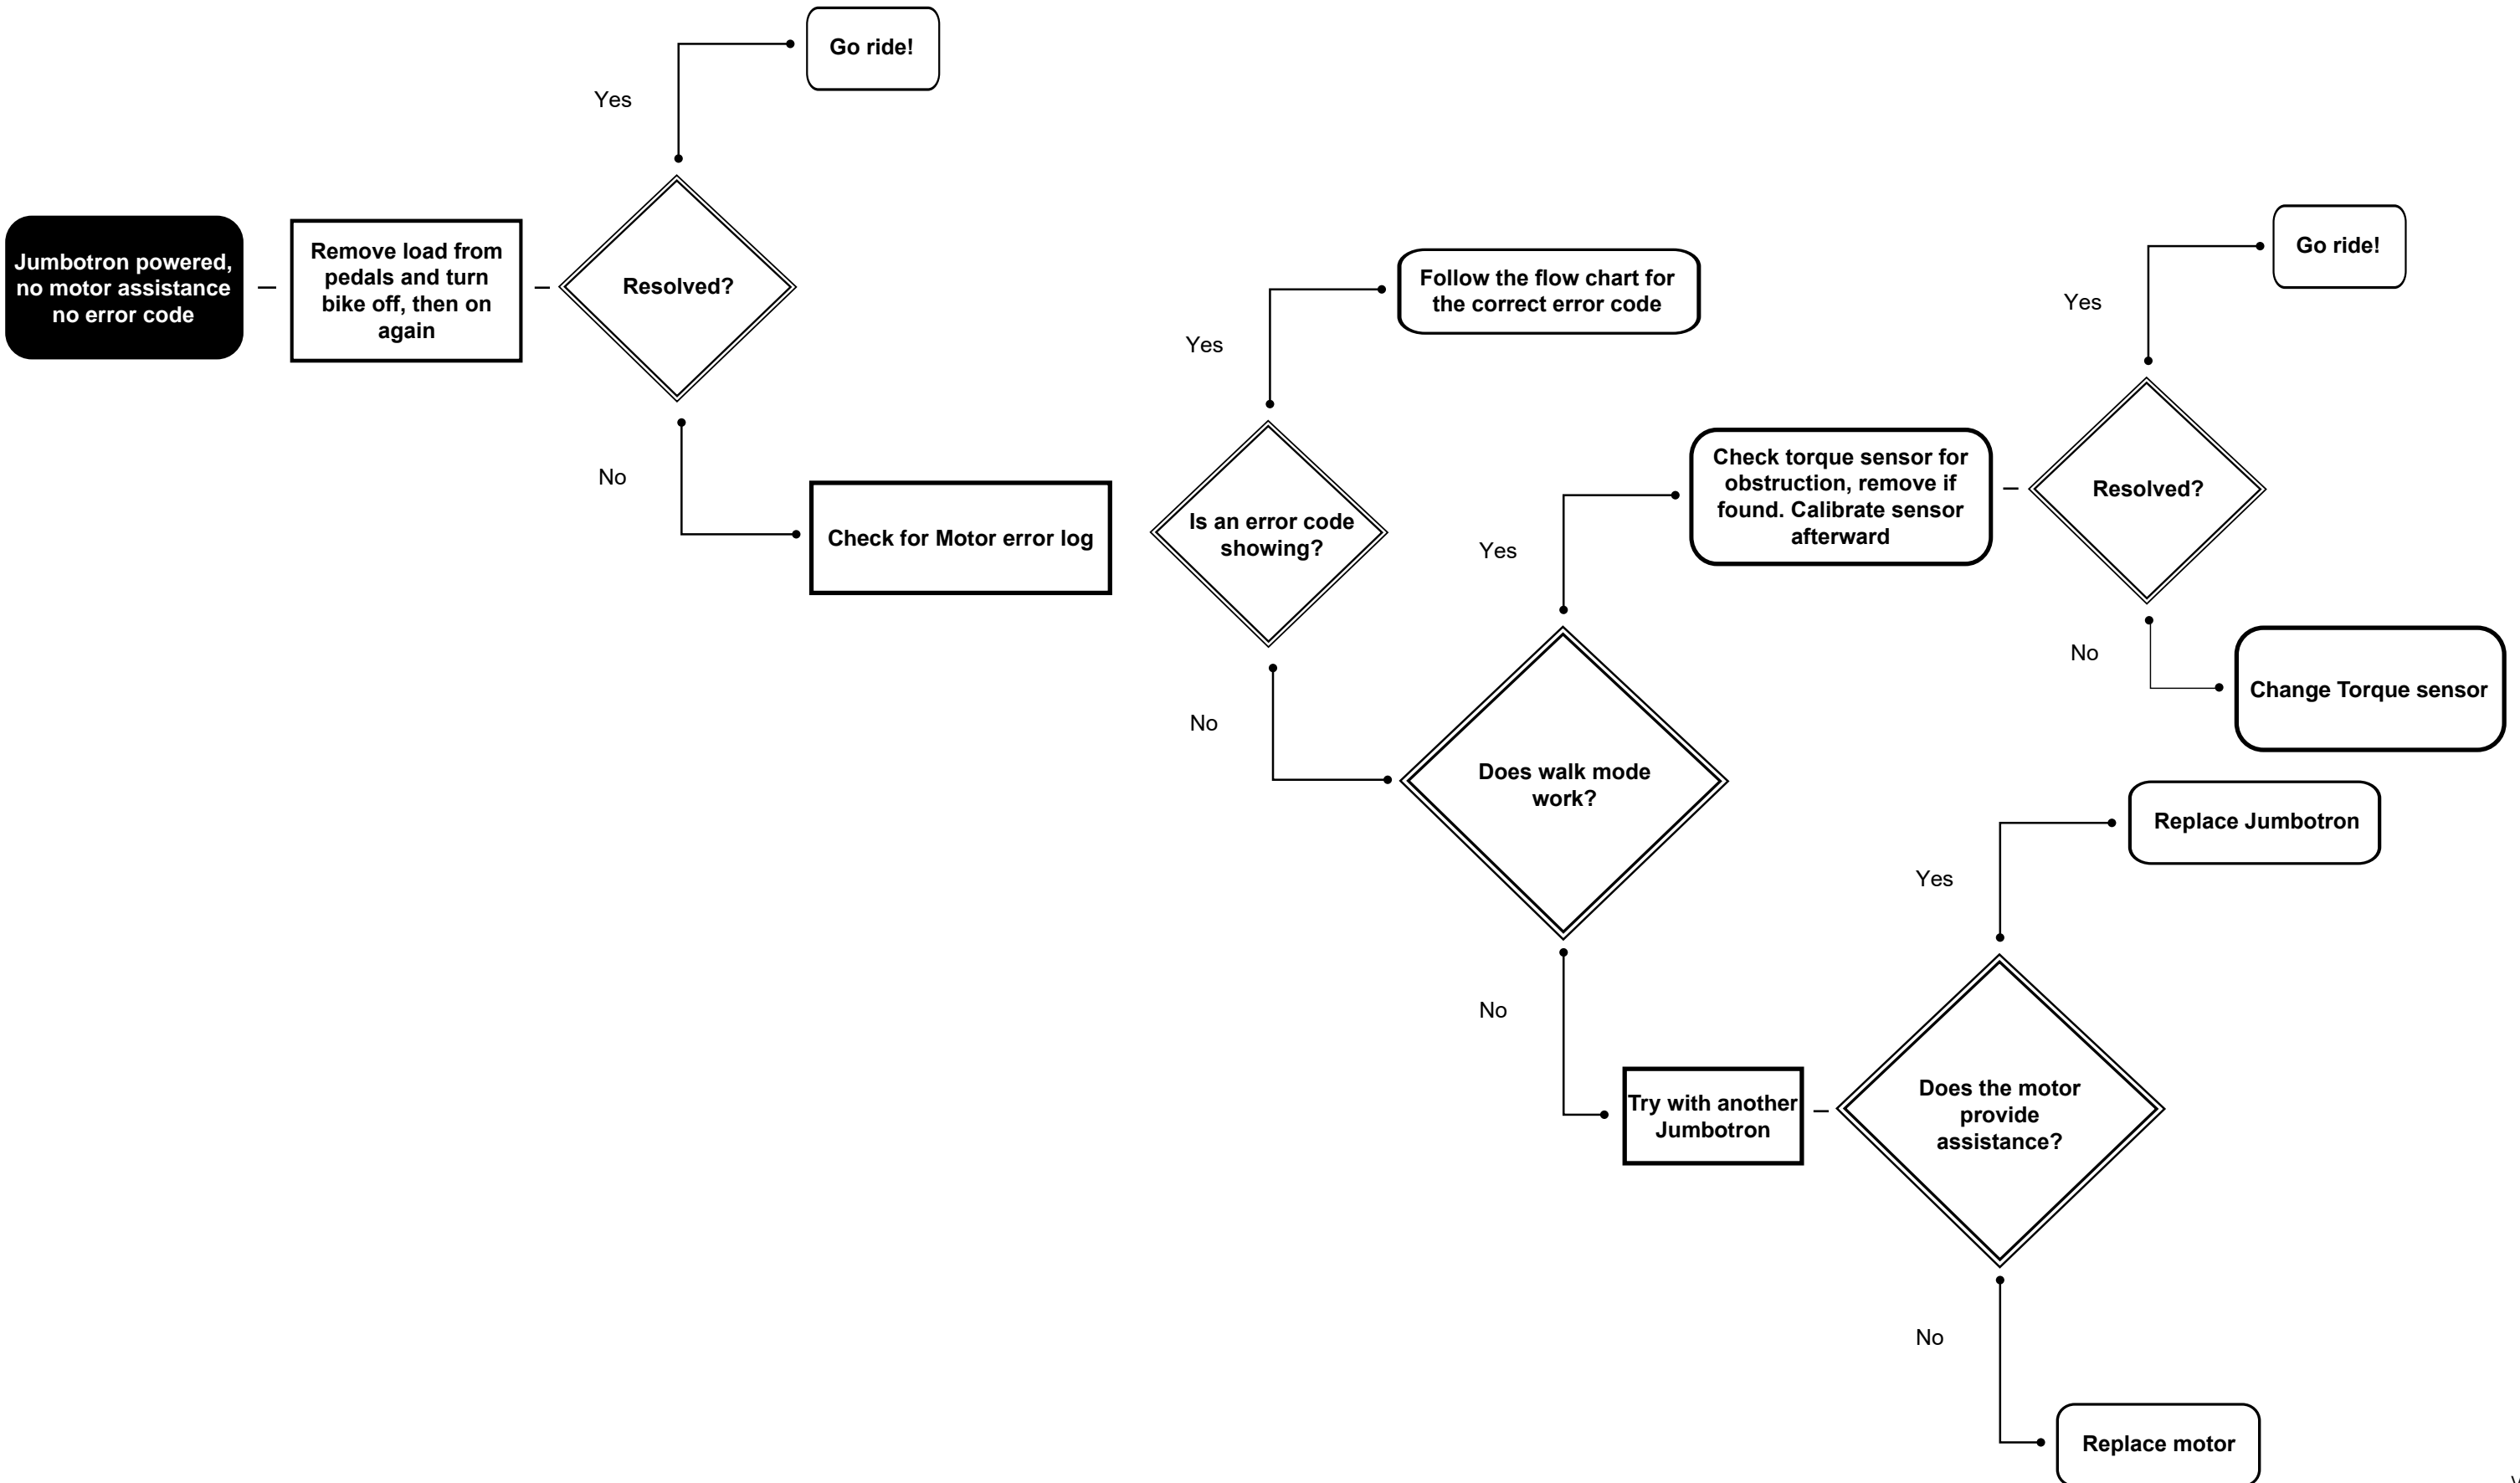 Go ride!
Yes
Jumbotron powered,
no motor assistance
no error code
Remove load from
pedals and turn
bike off, then on
again
Resolved?
No
Check for Motor error log
Yes
Follow the flow chart for
the correct error code
Is an error code
showing?
No
Yes
Check torque sensor for
obstruction, remove if
found. Calibrate sensor
afterward
Yes
Go ride!
Resolved?
No
Change Torque sensor
Does walk mode
work?
No
Try with another
Jumbotron
Yes
Replace Jumbotron
Does the motor
provide
assistance?
No
Replace motor